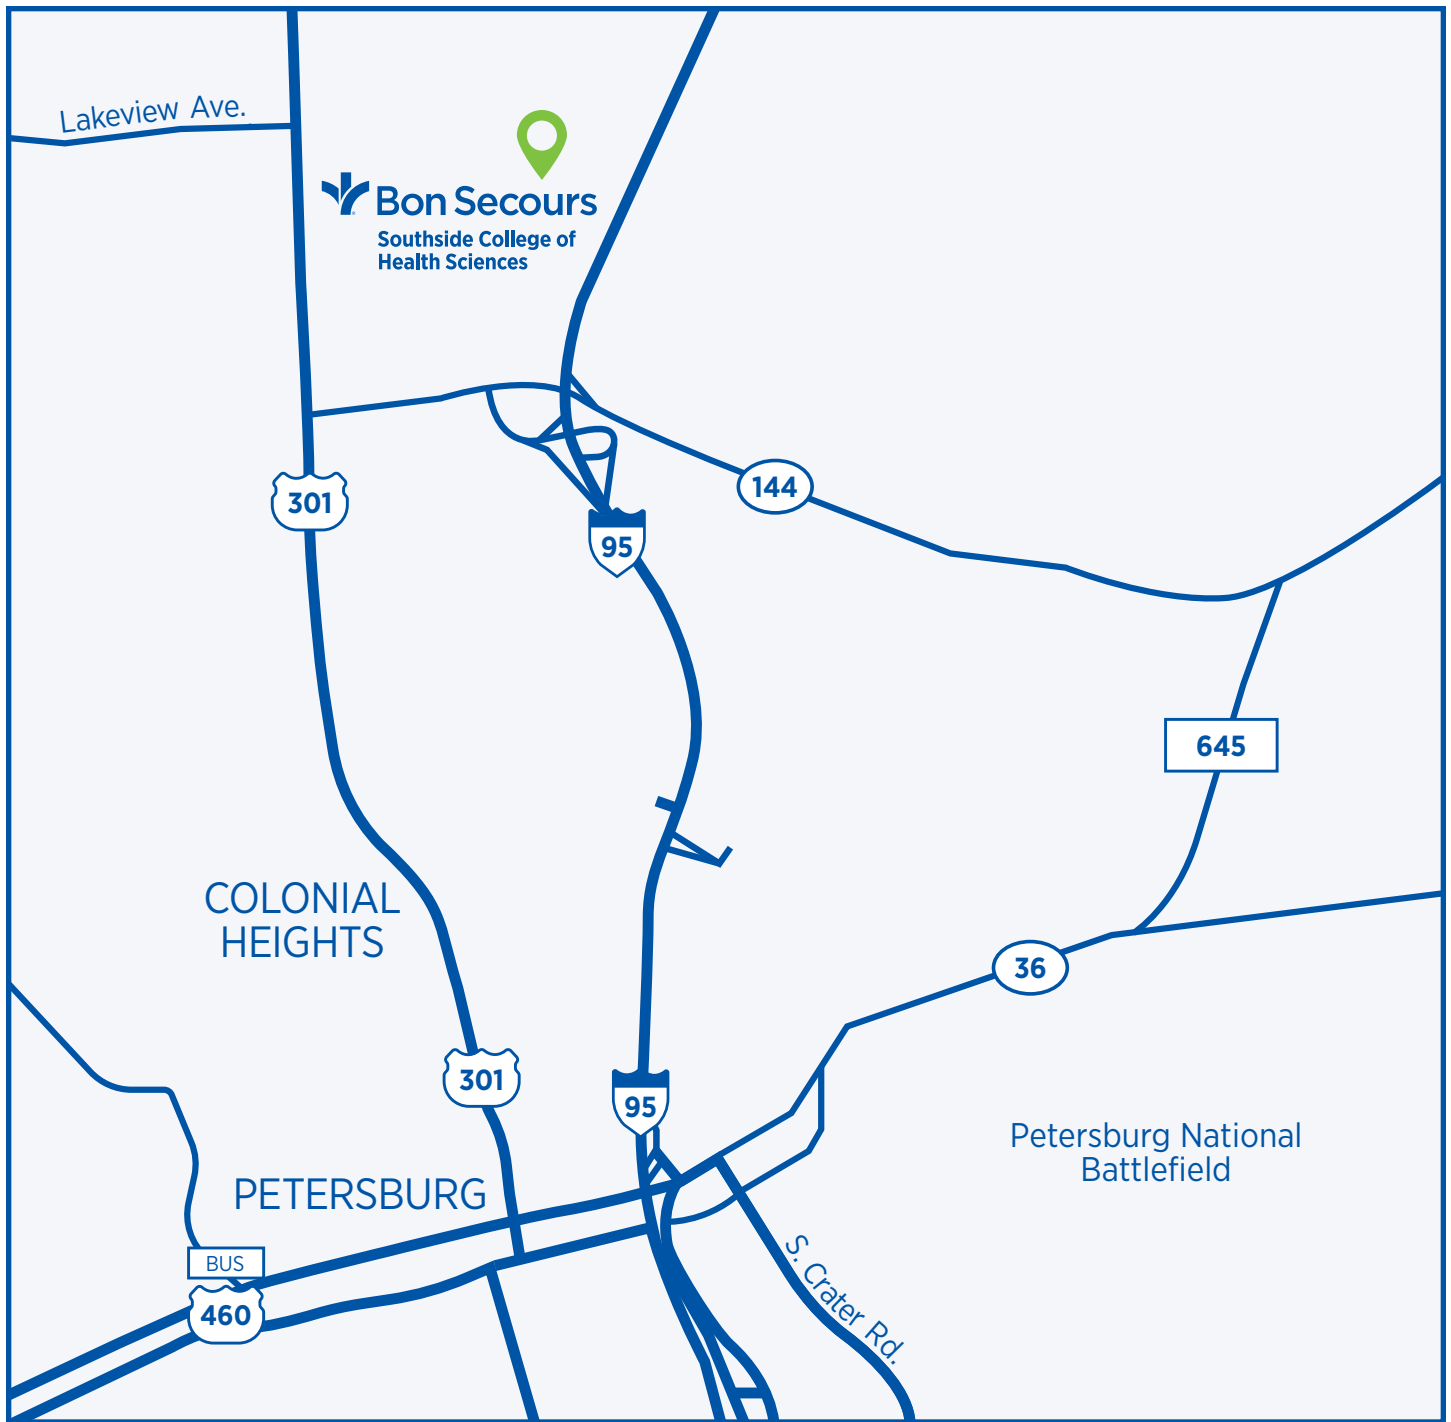 Lakeview Ave.
Bon Secours
Southside College of
Health Sciences
301
95
144
645
COLONIAL
HEIGHTS
36
301
95
Petersburg National
Battlefield
PETERSBURG
BUS
460
S. Crater Rd.